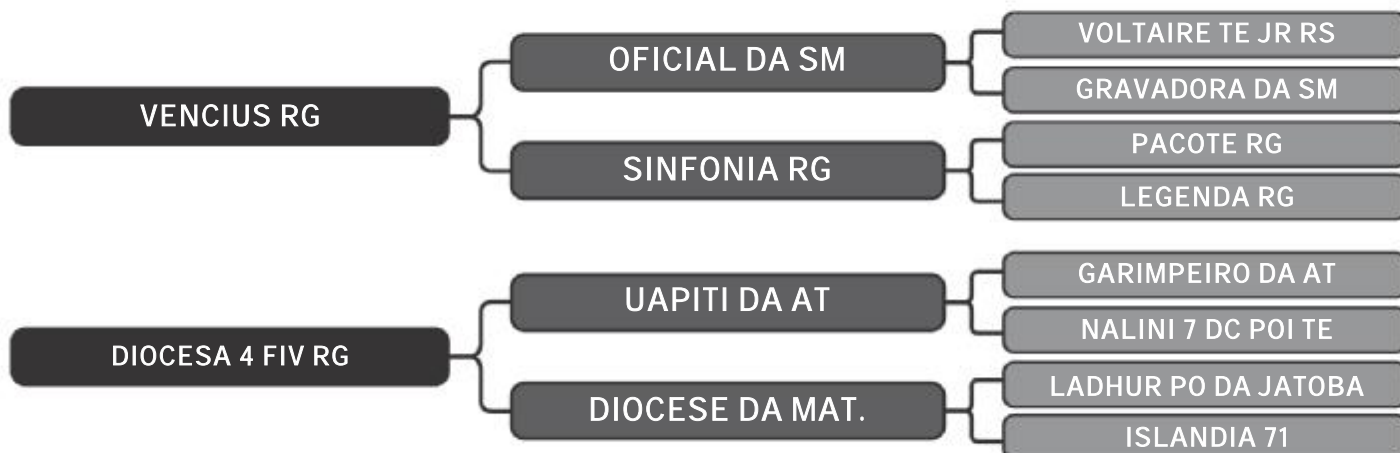 VENCIUS RG
OFICIAL DA SM
VOLTAIRE TE JR RS
GRAVADORA DA SM
SINFONIA RG
PACOTE RG
LEGENDA RG
DIOCESA 4 FIV RG
UAPITI DA AT
GARIMPEIRO DA AT
NALINI 7 DC POI TE
DIOCESE DA MAT.
LADHUR PO DA JATOBA
ISLANDIA 71